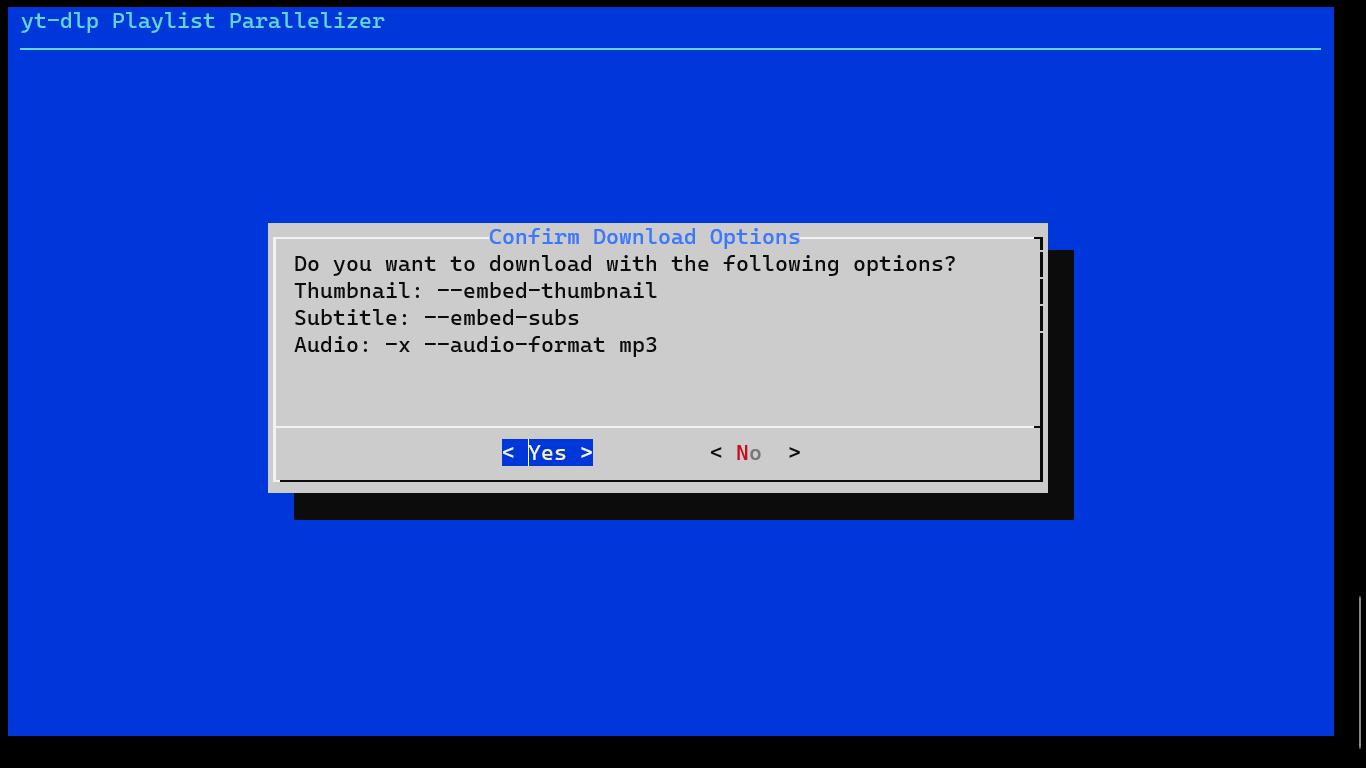 yt-dlp Playlist Parallelizer
Confirm Download Options
Do you want to download with the following options?
Thumbnail: --embed-thumbnail
Subtitle: --embed-subs
Audio: -x --audio-format mp3
< Yes > < No >